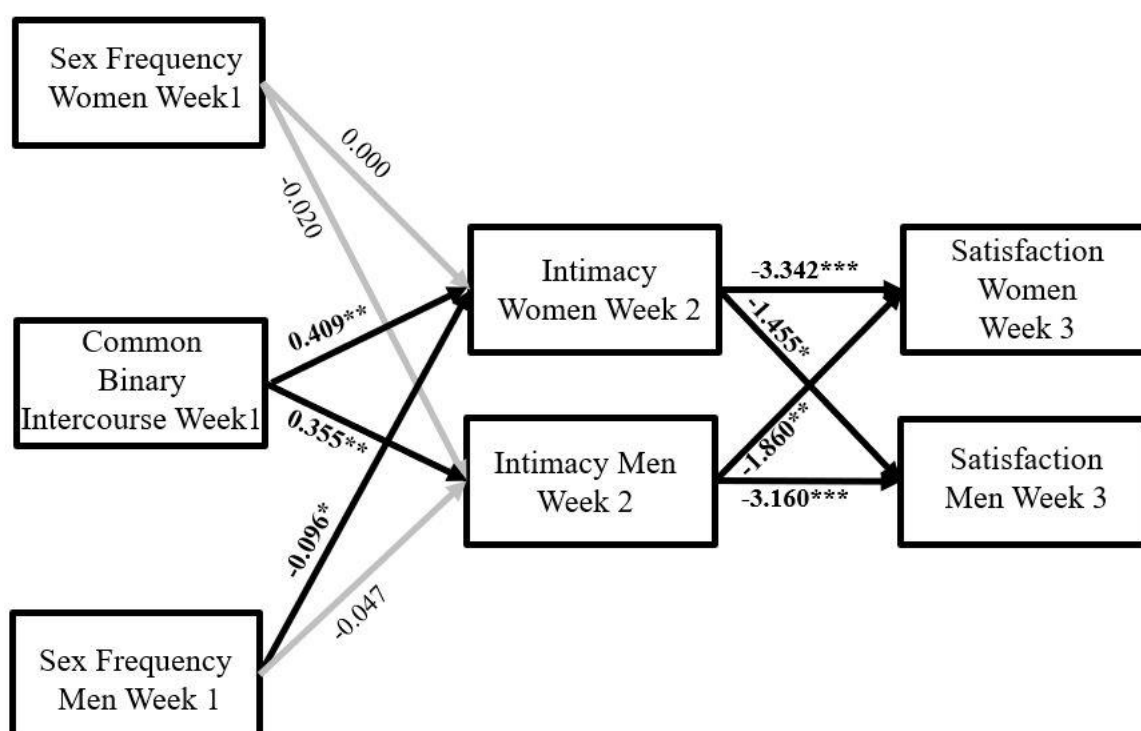 Sex Frequency
Women Week1
0.000
-0.020
Intimacy
Women Week 2
-3.342***
Satisfaction
Women
Week 3
-1.455*
Common
Binary
Intercourse Week1
0.409**
0.355**
Intimacy Men
Week 2
-1.860**
-3.160***
Satisfaction
Men Week 3
-0.096*
-0.047
Sex Frequency
Men Week 1